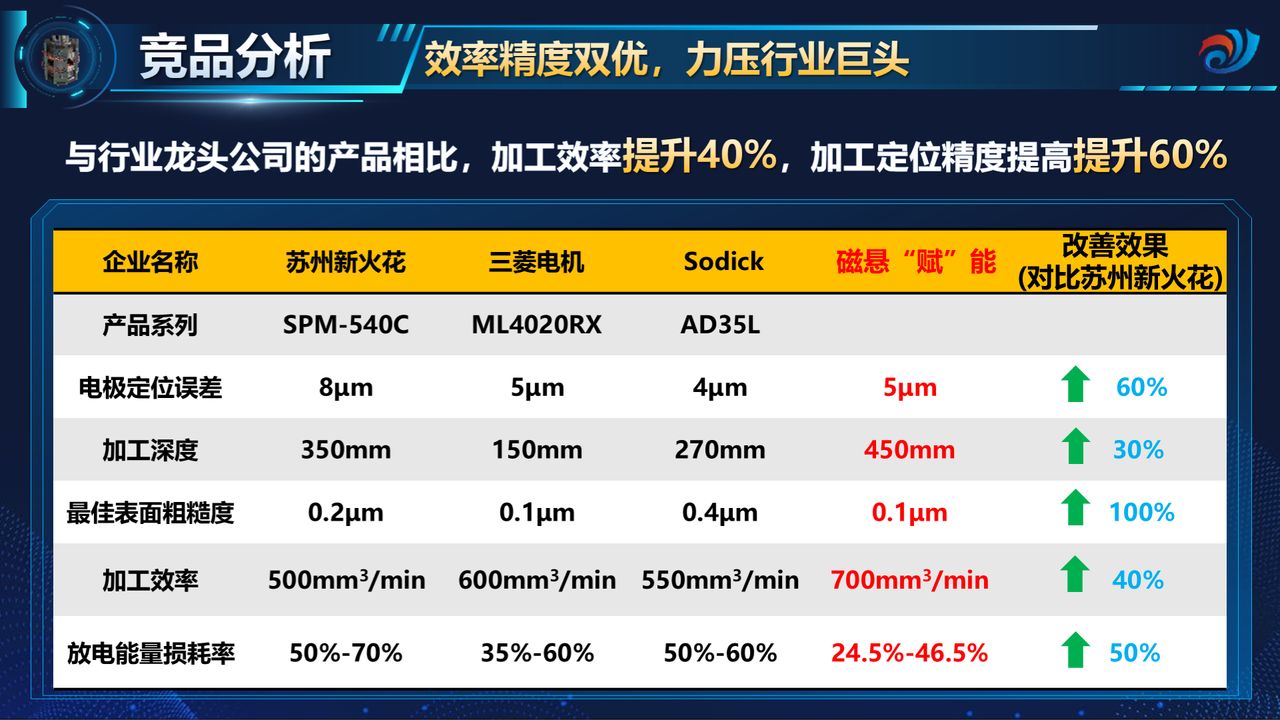 竞品分析
效率精度双优，力压行业巨头
与行业龙头公司的产品相比，加工效率提升40%，加工定位精度提高提升60%
企业名称 苏州新火花 三菱电机 Sodick 磁悬“赋”能 改善效果
(对比苏州新火花)
产品系列 SPM-540C ML4020RX AD35L
电极定位误差 8μm 5μm 4μm 5μm 60%
加工深度 350mm 150mm 270mm 450mm 30%
最佳表面粗糙度 0.2μm 0.1μm 0.4μm 0.1μm 100%
加工效率 500mm³/min 600mm³/min 550mm³/min 700mm³/min 40%
放电能量损耗率 50%-70% 35%-60% 50%-60% 24.5%-46.5% 50%